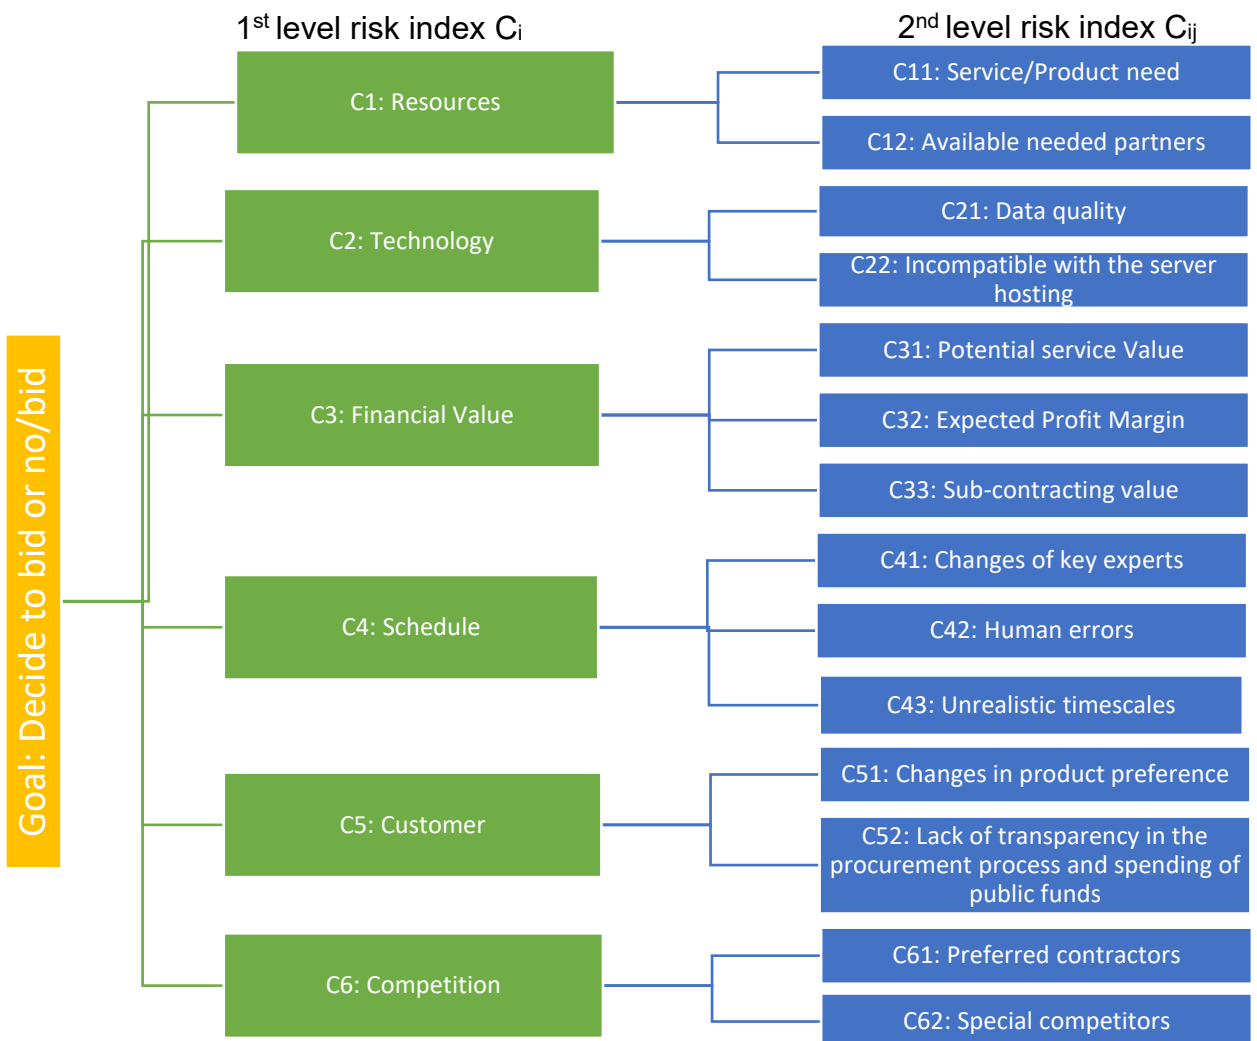 1st level risk index Ci
2nd level risk index Cij
Goal: Decide to bid or no/bid
C1: Resources
C11: Service/Product need
C12: Available needed partners
C2: Technology
C21: Data quality
C22: Incompatible with the server
hosting
C3: Financial Value
C31: Potential service Value
C32: Expected Profit Margin
C33: Sub-contracting value
C4: Schedule
C41: Changes of key experts
C42: Human errors
C43: Unrealistic timescales
C5: Customer
C51: Changes in product preference
C52: Lack of transparency in the
procurement process and spending of
public funds
C6: Competition
C61: Preferred contractors
C62: Special competitors